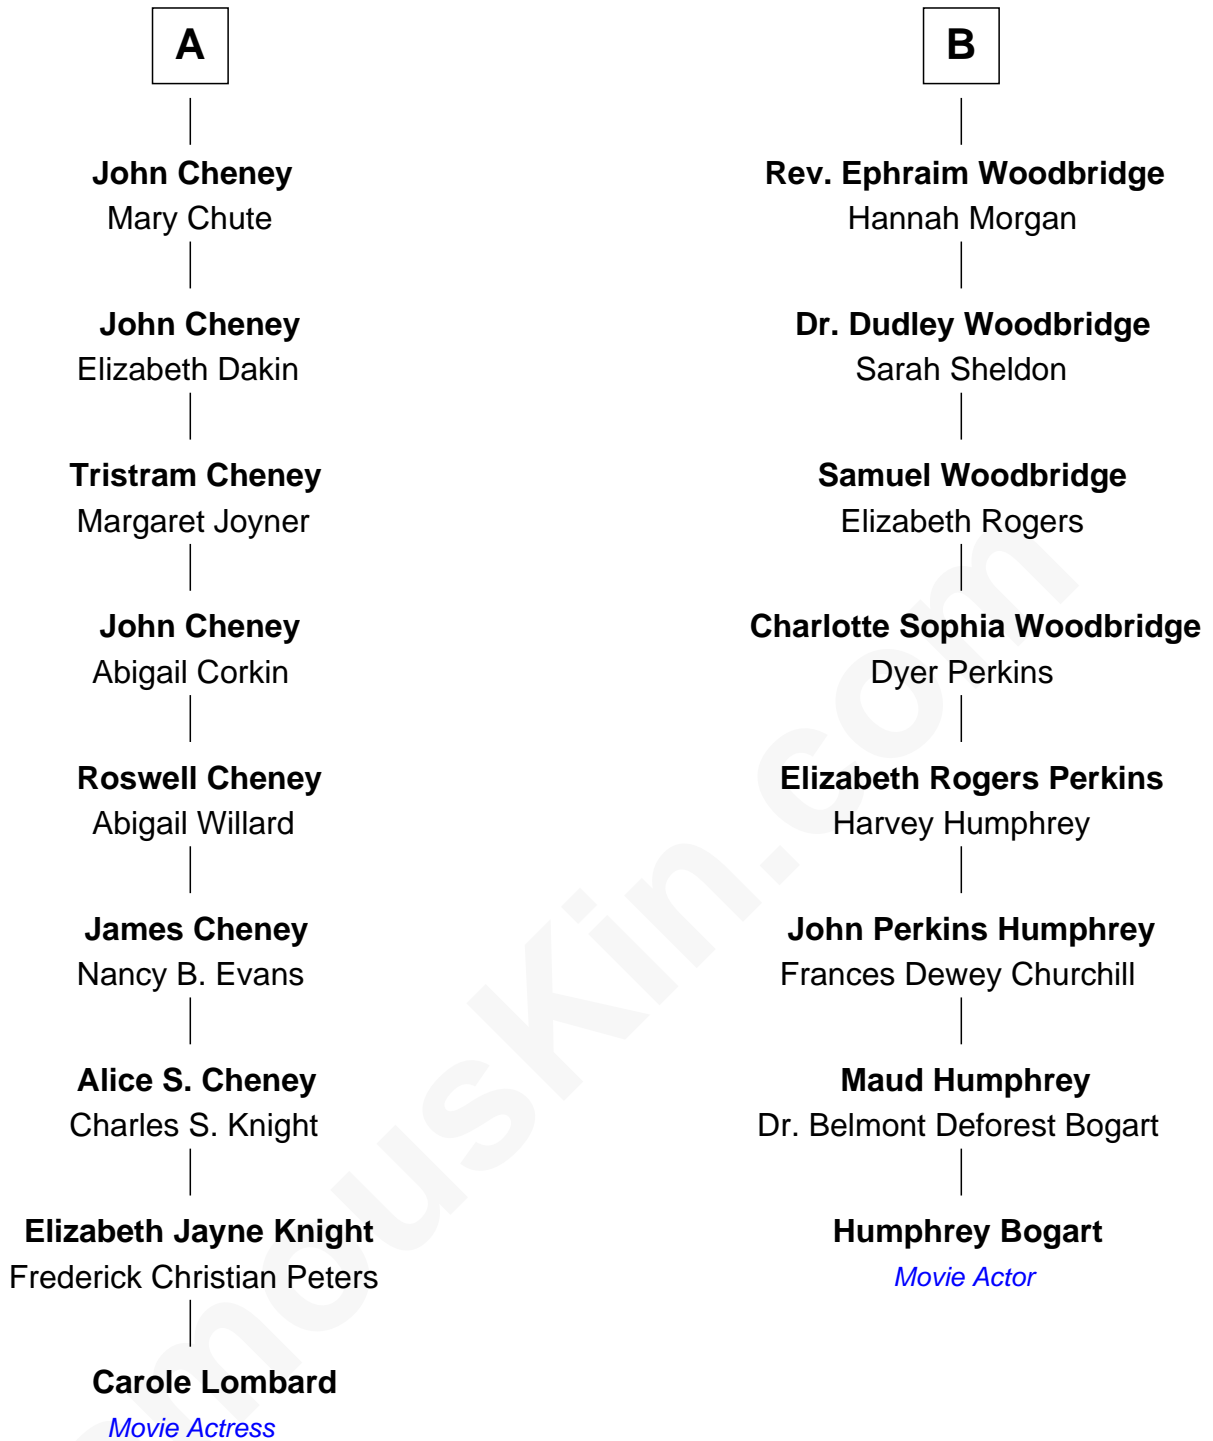 A
John Cheney
Mary Chute
John Cheney
Elizabeth Dakin
Tristram Cheney
Margaret Joyner
John Cheney
Abigail Corkin
Roswell Cheney
Abigail Willard
James Cheney
Nancy B. Evans
Alice S. Cheney
Charles S. Knight
Elizabeth Jayne Knight
Frederick Christian Peters
Carole Lombard
Movie Actress
B
Rev. Ephraim Woodbridge
Hannah Morgan
Dr. Dudley Woodbridge
Sarah Sheldon
Samuel Woodbridge
Elizabeth Rogers
Charlotte Sophia Woodbridge
Dyer Perkins
Elizabeth Rogers Perkins
Harvey Humphrey
John Perkins Humphrey
Frances Dewey Churchill
Maud Humphrey
Dr. Belmont Deforest Bogart
Humphrey Bogart
Movie Actor
mousKin.com